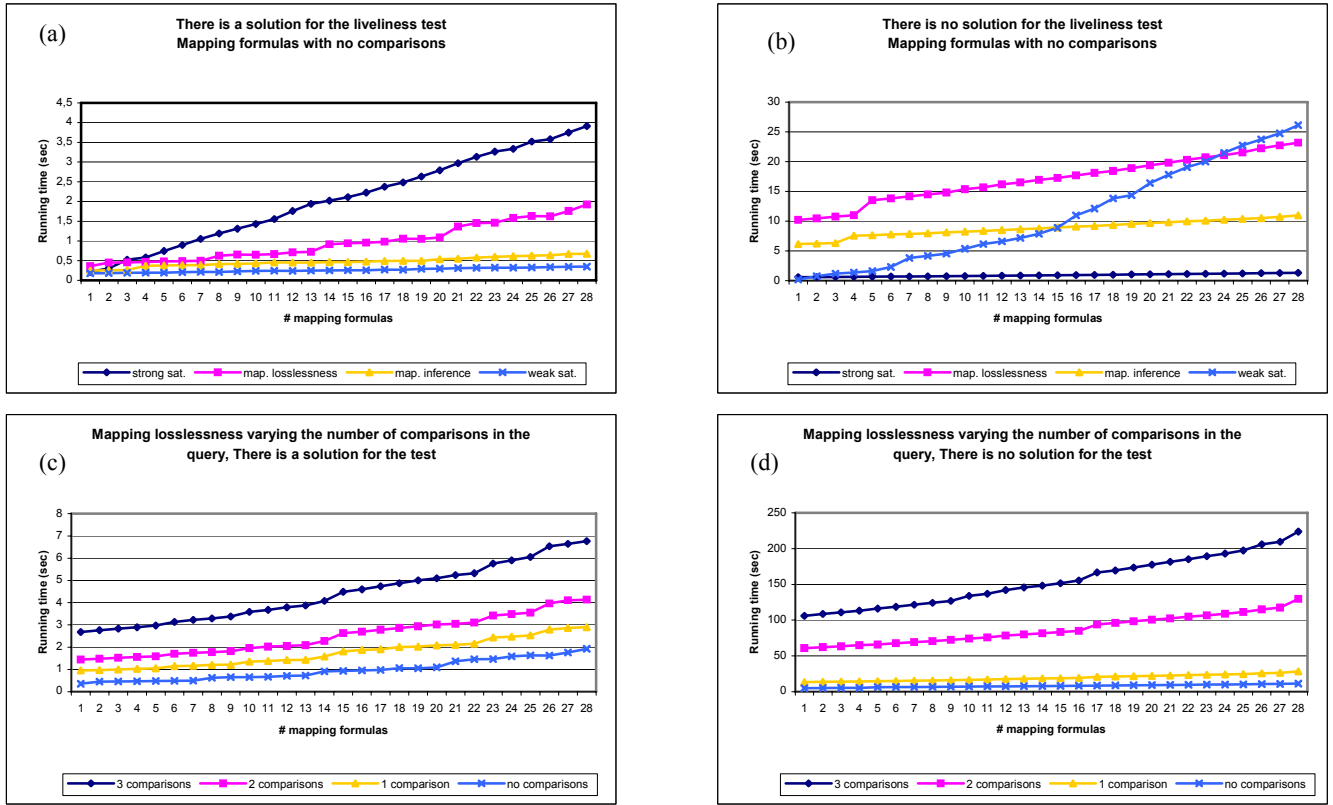 (a)
There is a solution for the liveliness test
Mapping formulas with no comparisons
Running time (sec)
4,5
4
3,5
3
2,5
2
1,5
1
0,5
0
1 2 3 4 5 6 7 8 9 10 11 12 13 14 15 16 17 18 19 20 21 22 23 24 25 26 27 28
# mapping formulas
strong sat. map. losslessness map. inference weak sat.
(b)
There is no solution for the liveliness test
Mapping formulas with no comparisons
Running time (sec)
30
25
20
15
10
5
0
1 2 3 4 5 6 7 8 9 10 11 12 13 14 15 16 17 18 19 20 21 22 23 24 25 26 27 28
# mapping formulas
strong sat. map. losslessness map. inference weak sat.
(c)
Mapping losslessness varying the number of comparisons in the
query, There is a solution for the test
Running time (sec)
8
7
6
5
4
3
2
1
0
1 2 3 4 5 6 7 8 9 10 11 12 13 14 15 16 17 18 19 20 21 22 23 24 25 26 27 28
# mapping formulas
3 comparisons 2 comparisons 1 comparison no comparisons
(d)
Mapping losslessness varying the number of comparisons in the
query, There is no solution for the test
Running time (sec)
250
200
150
100
50
0
1 2 3 4 5 6 7 8 9 10 11 12 13 14 15 16 17 18 19 20 21 22 23 24 25 26 27 28
# mapping formulas
3 comparisons 2 comparisons 1 comparison no comparisons